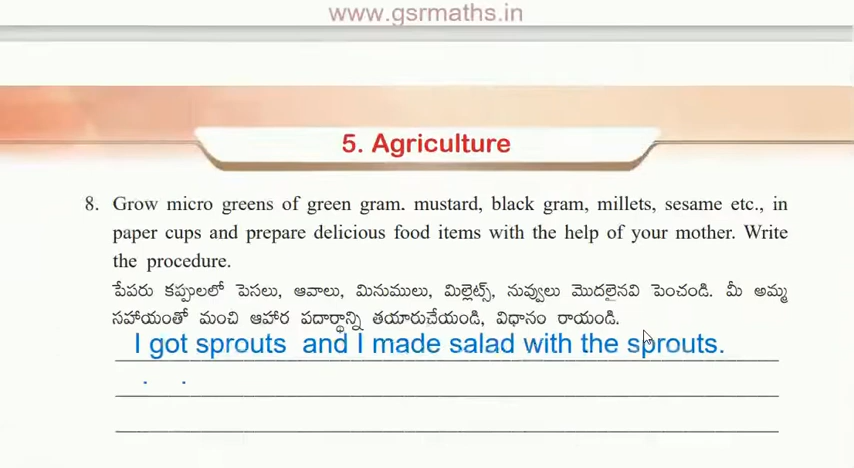 www.gsrmaths.in
5. Agriculture
8. Grow micro greens of green gram. mustard, black gram, millets, sesame etc., in
paper cups and prepare delicious food items with the help of your mother. Write
the procedure.
పేపరు కప్పులలో పెసలు, ఆవాలు, మినుములు, మిల్లెట్స్, నువ్వులు మొదలైనవి పెంచండి. మీ అమ్మ
సహాయంతో మంచి ఆహార పదార్థాన్ని తయారుచేయండి, విధానం రాయండి.
I got sprouts and I made salad with the sprouts.